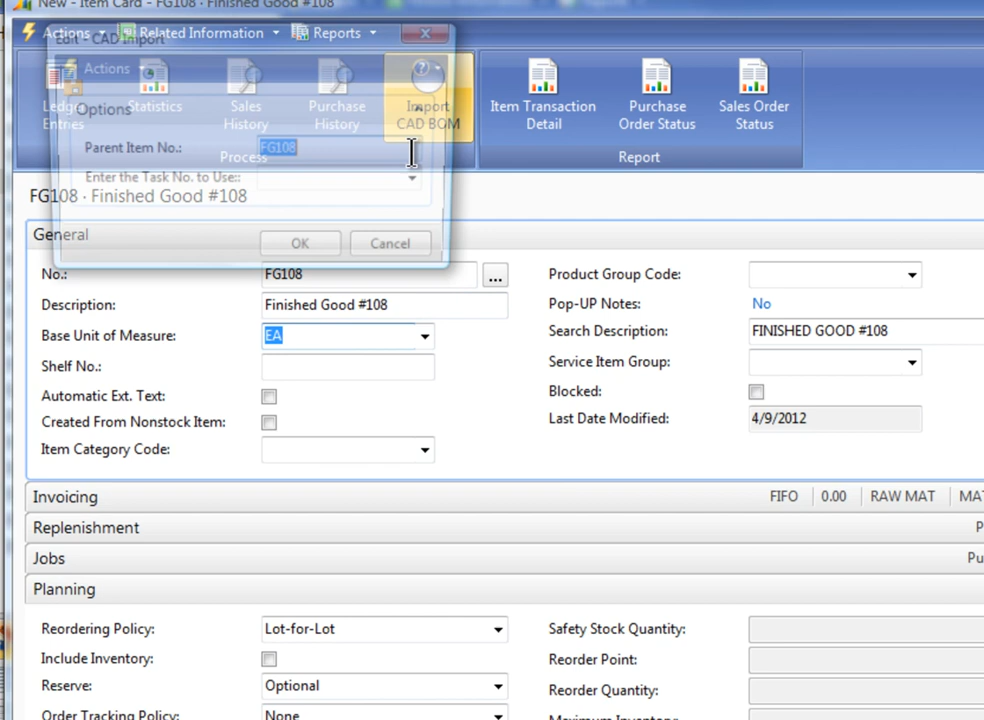 New - Item Card - FG108 · Finished Good #108
Actions Related Information Reports
Edit - CAD Import
Actions
Ledger Entries
Statistics
Sales History
Purchase History
Import CAD BOM
Item Transaction Detail
Purchase Order Status
Sales Order Status
Options
Parent Item No.: FG108
Process
Report
Enter the Task No. to Use::
FG108 · Finished Good #108
General
OK Cancel
No.: FG108 ...
Product Group Code:
Description: Finished Good #108
Pop-UP Notes: No
Base Unit of Measure: EA
Search Description: FINISHED GOOD #108
Shelf No.:
Service Item Group:
Automatic Ext. Text:
Blocked:
Created From Nonstock Item:
Last Date Modified: 4/9/2012
Item Category Code:
Invoicing FIFO 0.00 RAW MAT MA
Replenishment P
Jobs Pu
Planning
Reordering Policy: Lot-for-Lot
Safety Stock Quantity:
Include Inventory:
Reorder Point:
Reserve: Optional
Reorder Quantity:
Order Tracking Policy: None
Maximum Inventory: